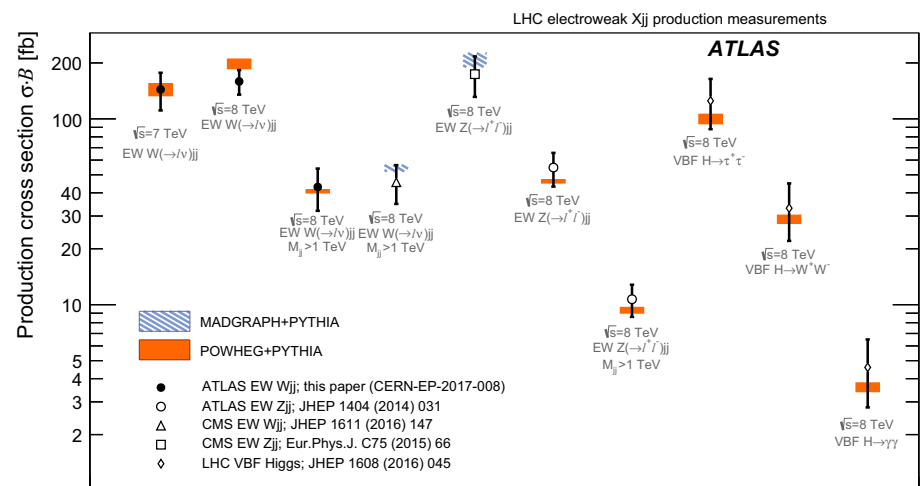 LHC electroweak Xjj production measurements
ATLAS
Production cross section σ·B [fb]
200
100
40
30
20
10
5
4
3
2
√s=7 TeV
EW W(→lν)jj
√s=8 TeV
EW W(→lν)jj
√s=8 TeV
EW W(→lν)jj
M_jj>1 TeV
√s=8 TeV
EW W(→lν)jj
M_jj>1 TeV
√s=8 TeV
EW Z(→l⁺l⁻)jj
√s=8 TeV
EW Z(→l⁺l⁻)jj
√s=8 TeV
EW Z(→l⁺l⁻)jj
M_jj>1 TeV
√s=8 TeV
VBF H→τ⁺τ⁻
√s=8 TeV
VBF H→W⁺W⁻
√s=8 TeV
VBF H→γγ
MADGRAPH+PYTHIA
POWHEG+PYTHIA
ATLAS EW Wjj; this paper (CERN-EP-2017-008)
ATLAS EW Zjj; JHEP 1404 (2014) 031
CMS EW Wjj; JHEP 1611 (2016) 147
CMS EW Zjj; Eur.Phys.J. C75 (2015) 66
LHC VBF Higgs; JHEP 1608 (2016) 045